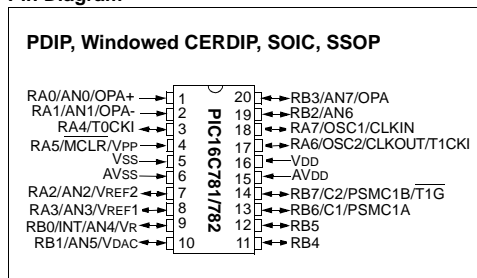 Pin Diagram
PDIP, Windowed CERDIP, SOIC, SSOP
RA0/AN0/OPA+ 1 20 RB3/AN7/OPA
RA1/AN1/OPA- 2 19 RB2/AN6
RA4/T0CKI 3 18 RA7/OSC1/CLKIN
RA5/MCLR/VPP 4 17 RA6/OSC2/CLKOUT/T1CKI
VSS 5 16 VDD
AVSS 6 15 AVDD
RA2/AN2/VREF2 7 14 RB7/C2/PSMC1B/T1G
RA3/AN3/VREF1 8 13 RB6/C1/PSMC1A
RB0/INT/AN4/VR 9 12 RB5
RB1/AN5/VDAC 10 11 RB4
PIC16C781/782